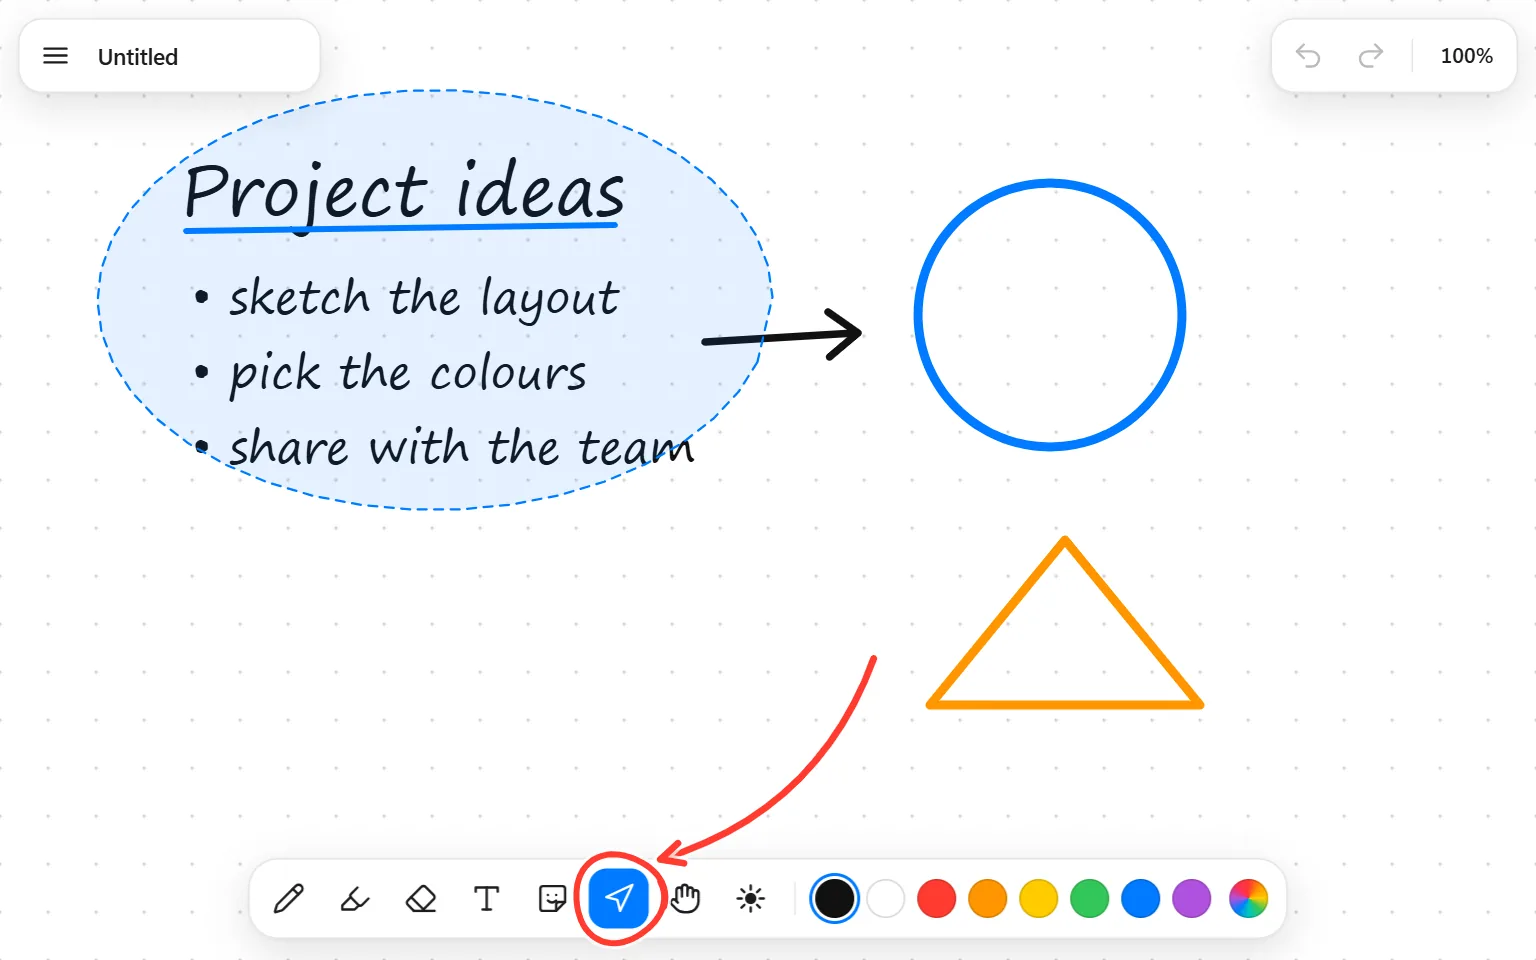 Untitled
100%
Project ideas
• sketch the layout
• pick the colours
• share with the team